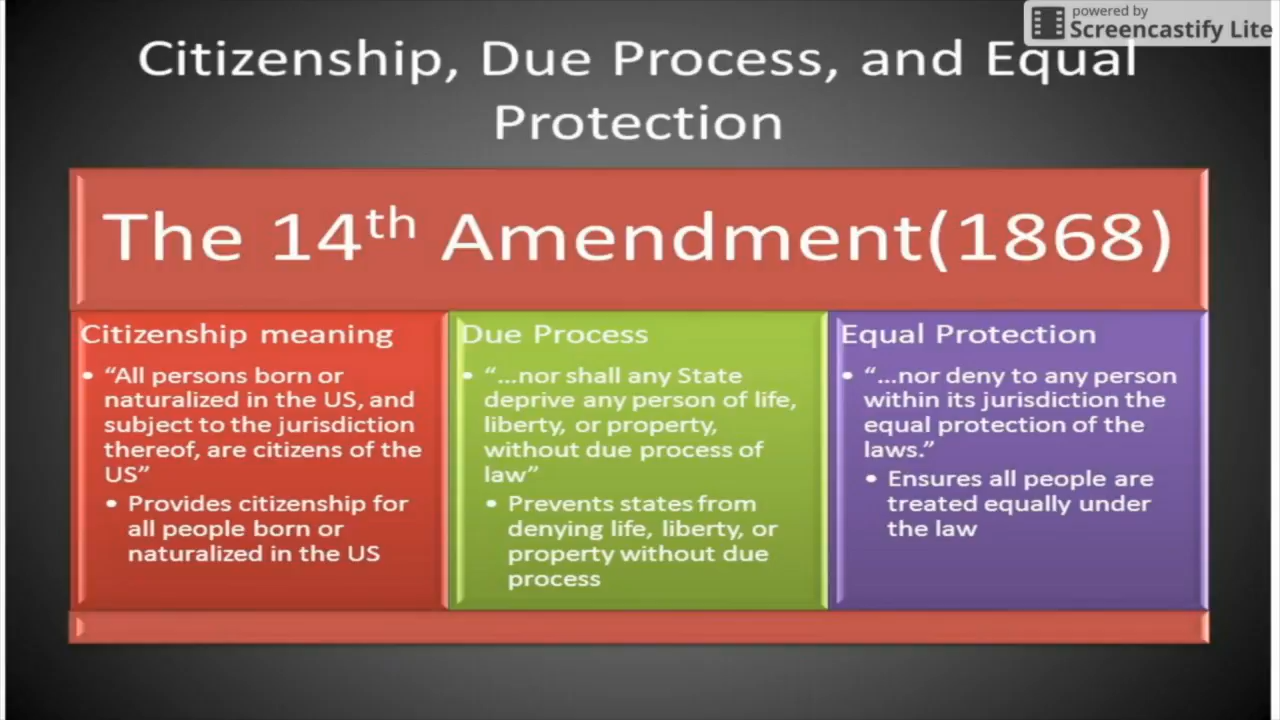 powered by
Screencastify Lite
Citizenship, Due Process, and Equal
Protection
The 14th Amendment(1868)
Citizenship meaning
• “All persons born or
naturalized in the US, and
subject to the jurisdiction
thereof, are citizens of the
US”
• Provides citizenship for
all people born or
naturalized in the US
Due Process
• “…nor shall any State
deprive any person of life,
liberty, or property,
without due process of
law”
• Prevents states from
denying life, liberty, or
property without due
process
Equal Protection
• “…nor deny to any person
within its jurisdiction the
equal protection of the
laws.”
• Ensures all people are
treated equally under
the law